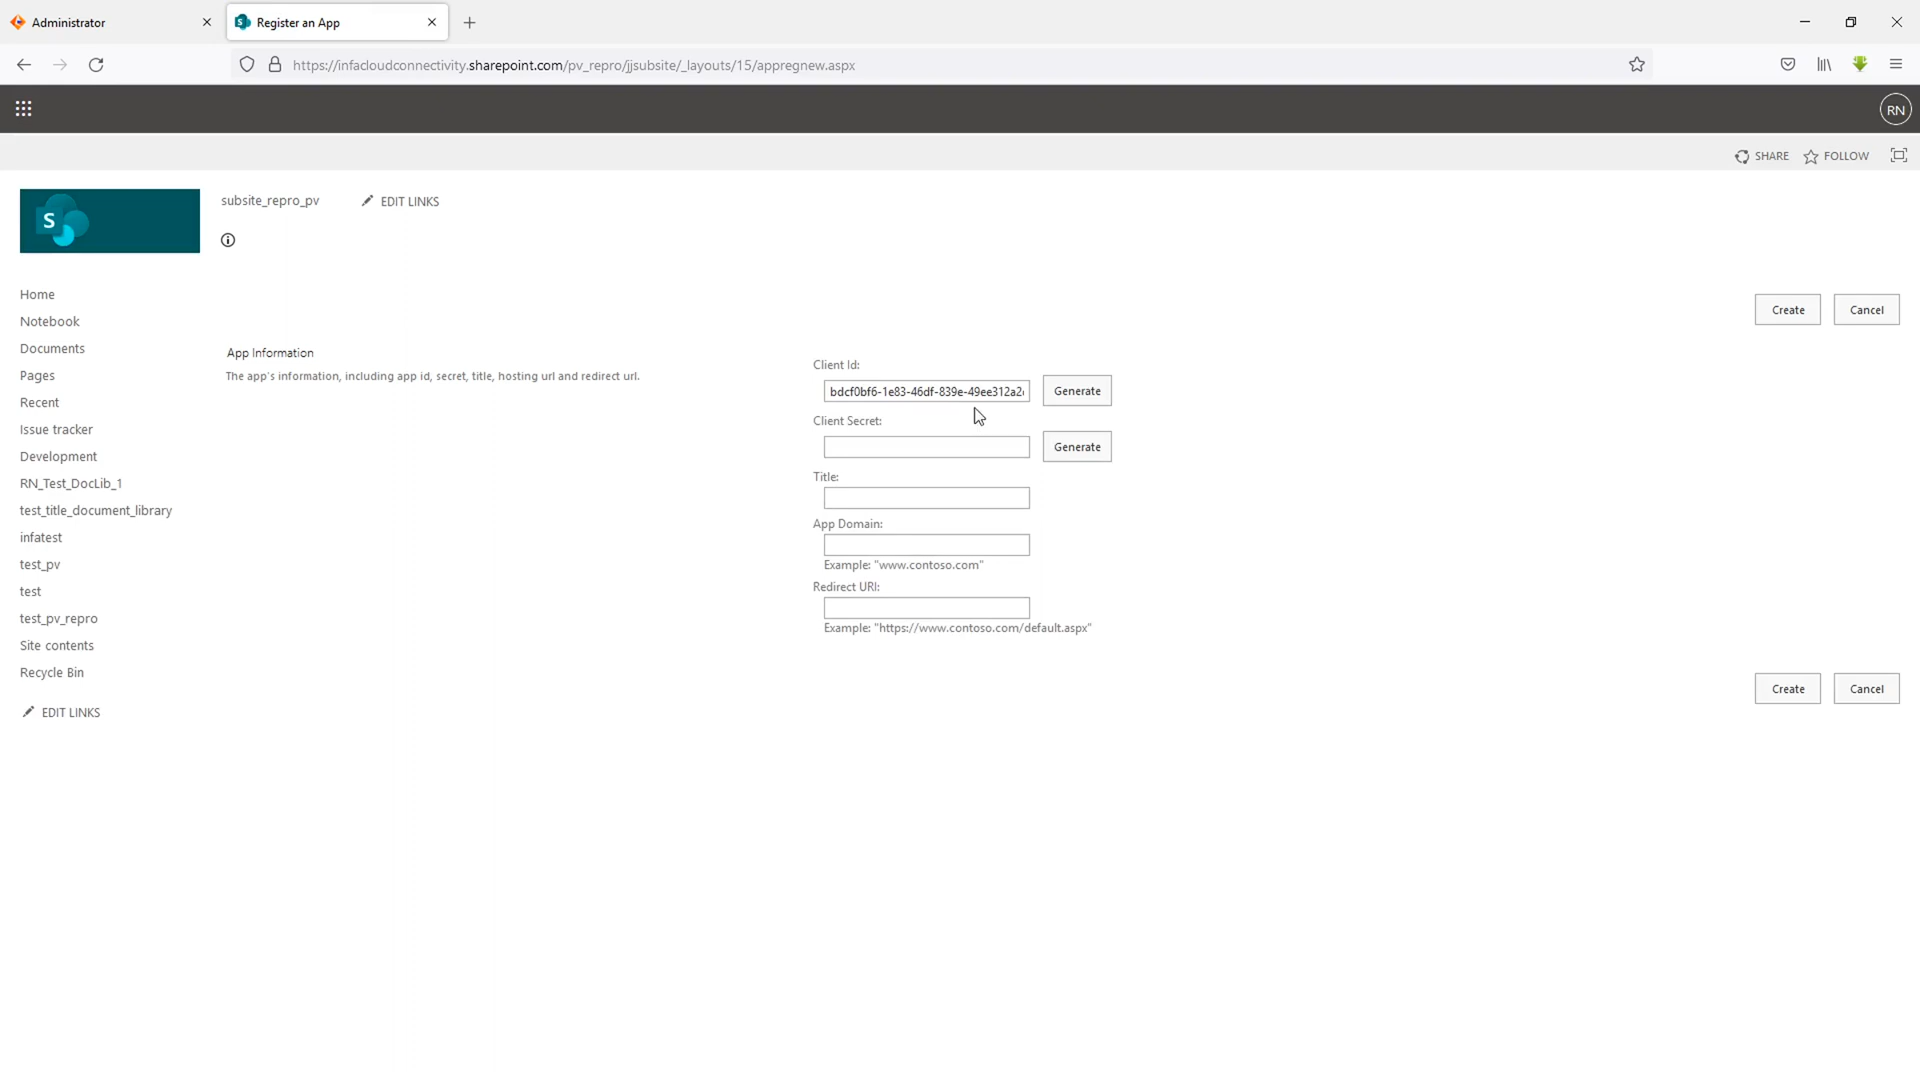 Administrator
Register an App
https://infacloudconnectivity.sharepoint.com/pv_repro/jjsubsite/_layouts/15/appregnew.aspx
RN
SHARE
FOLLOW
S
subsite_repro_pv
EDIT LINKS
Home
Notebook
Documents
Pages
Recent
Issue tracker
Development
RN_Test_DocLib_1
test_title_document_library
infatest
test_pv
test
test_pv_repro
Site contents
Recycle Bin
EDIT LINKS
Create
Cancel
App Information
The app's information, including app id, secret, title, hosting url and redirect url.
Client Id:
bdcf0bf6-1e83-46df-839e-49ee312a2
Generate
Client Secret:
Generate
Title:
App Domain:
Example: "www.contoso.com"
Redirect URI:
Example: "https://www.contoso.com/default.aspx"
Create
Cancel